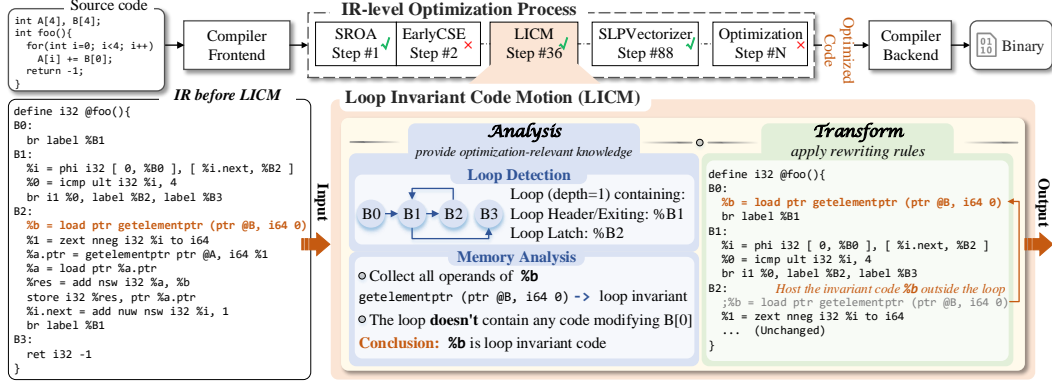 Source code
int A[4], B[4];
int foo(){
for(int i=0; i<4; i++)
A[i] += B[0];
return -1;
}
Compiler
Frontend
IR-level Optimization Process
SROA
Step #1
EarlyCSE
Step #2
LICM
Step #36
SLPVectorizer
Step #88
Optimization
Step #N
Optimized
Code
Compiler
Backend
01
10
Binary
IR before LICM
define i32 @foo(){
B0:
br label %B1
B1:
%i = phi i32 [ 0, %B0 ], [ %i.next, %B2 ]
%0 = icmp ult i32 %i, 4
br i1 %0, label %B2, label %B3
B2:
%b = load ptr getelementptr (ptr @B, i64 0)
%1 = zext nneg i32 %i to i64
%a.ptr = getelementptr ptr @A, i64 %1
%a = load ptr %a.ptr
%res = add nsw i32 %a, %b
store i32 %res, ptr %a.ptr
%i.next = add nuw nsw i32 %i, 1
br label %B1
B3:
ret i32 -1
}
Input
Loop Invariant Code Motion (LICM)
Analysis
provide optimization-relevant knowledge
Loop Detection
B0
B1
B2
B3
Loop (depth=1) containing:
Loop Header/Exiting: %B1
Loop Latch: %B2
Memory Analysis
Collect all operands of %b
getelementptr (ptr @B, i64 0) -> loop invariant
The loop doesn't contain any code modifying B[0]
Conclusion: %b is loop invariant code
Transform
apply rewriting rules
define i32 @foo(){
B0:
%b = load ptr getelementptr (ptr @B, i64 0)
br label %B1
B1:
%i = phi i32 [ 0, %B0 ], [ %i.next, %B2 ]
%0 = icmp ult i32 %i, 4
br i1 %0, label %B2, label %B3
B2: Host the invariant code %b outside the loop
;%b = load ptr getelementptr (ptr @B, i64 0)
%1 = zext nneg i32 %i to i64
... (Unchanged)
}
Output